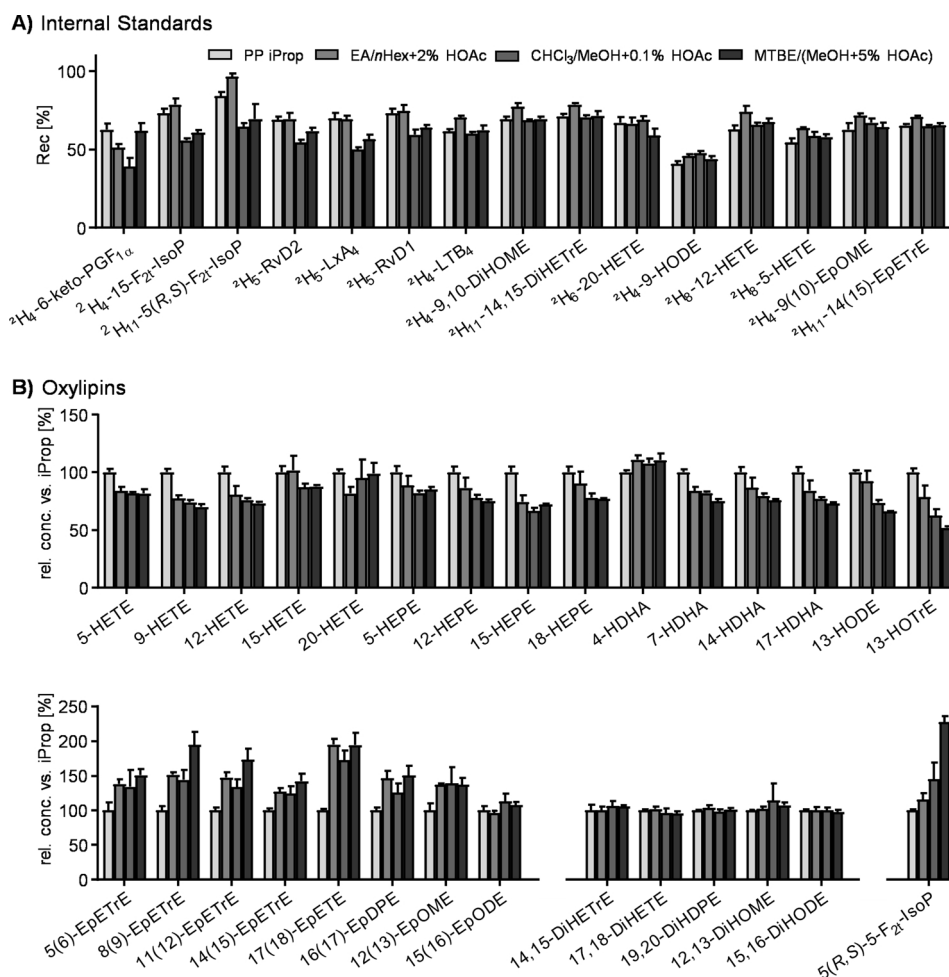 A) Internal Standards
PP iProp EA/nHex+2% HOAc CHCl₃/MeOH+0.1% HOAc MTBE/(MeOH+5% HOAc)
Rec [%]
100
50
0
²H₄-6-keto-PGF₁α
²H₄-15-F₂t-IsoP
²H₁₁-5(R,S)-F₂t-IsoP
²H₅-RvD2
²H₅-LxA₄
²H₅-RvD1
²H₄-LTB₄
²H₄-9,10-DiHOME
²H₁₁-14,15-DiHETrE
²H₆-20-HETE
²H₄-9-HODE
²H₈-12-HETE
²H₈-5-HETE
²H₄-9(10)-EpOME
²H₁₁-14(15)-EpETrE
B) Oxylipins
rel. conc. vs. iProp [%]
150
100
50
0
5-HETE
9-HETE
12-HETE
15-HETE
20-HETE
5-HEPE
12-HEPE
15-HEPE
18-HEPE
4-HDHA
7-HDHA
14-HDHA
17-HDHA
13-HODE
13-HOTrE
rel. conc. vs. iProp [%]
250
200
150
100
50
0
5(6)-EpETrE
8(9)-EpETrE
11(12)-EpETrE
14(15)-EpETrE
17(18)-EpETE
16(17)-EpDPE
12(13)-EpOME
15(16)-EpODE
14,15-DiHETrE
17,18-DiHETE
19,20-DiHDPE
12,13-DiHOME
15,16-DiHODE
5(R,S)-5-F₂t-IsoP